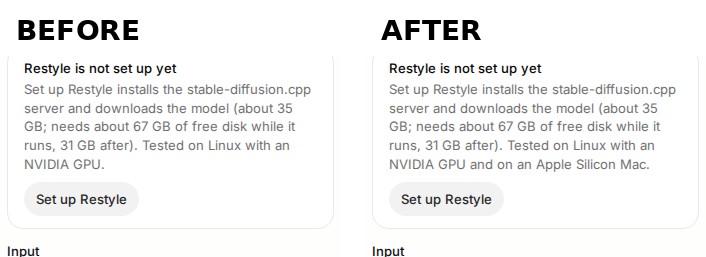 BEFORE
Restyle is not set up yet
Set up Restyle installs the stable-diffusion.cpp
server and downloads the model (about 35
GB; needs about 67 GB of free disk while it
runs, 31 GB after). Tested on Linux with an
NVIDIA GPU.
Set up Restyle
Input
AFTER
Restyle is not set up yet
Set up Restyle installs the stable-diffusion.cpp
server and downloads the model (about 35
GB; needs about 67 GB of free disk while it
runs, 31 GB after). Tested on Linux with an
NVIDIA GPU and on an Apple Silicon Mac.
Set up Restyle
Input